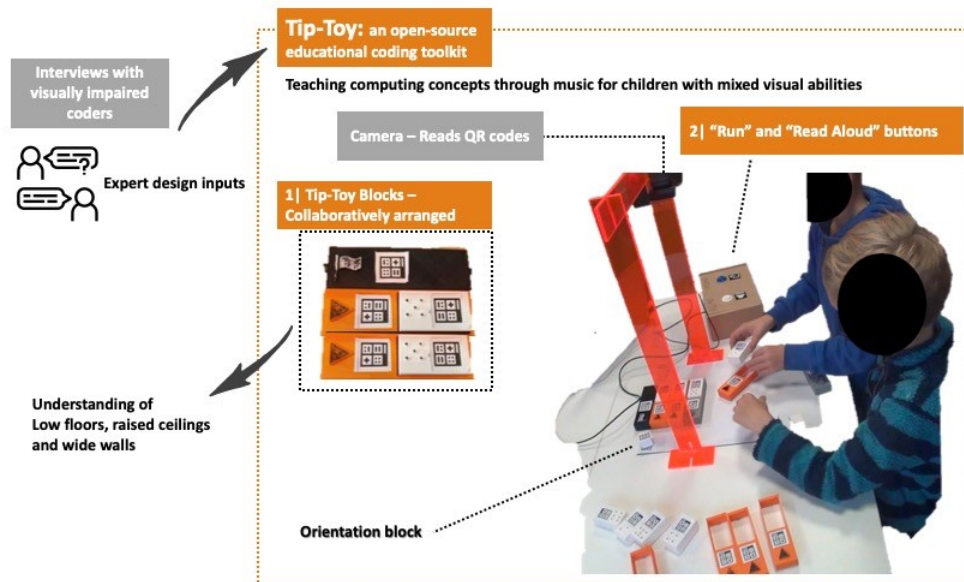 Tip-Toy: an open-source
educational coding toolkit
Interviews with
visually impaired
coders
Teaching computing concepts through music for children with mixed visual abilities
Camera – Reads QR codes
2| “Run” and “Read Aloud” buttons
Expert design inputs
1| Tip-Toy Blocks –
Collaboratively arranged
Understanding of
Low floors, raised ceilings
and wide walls
Orientation block